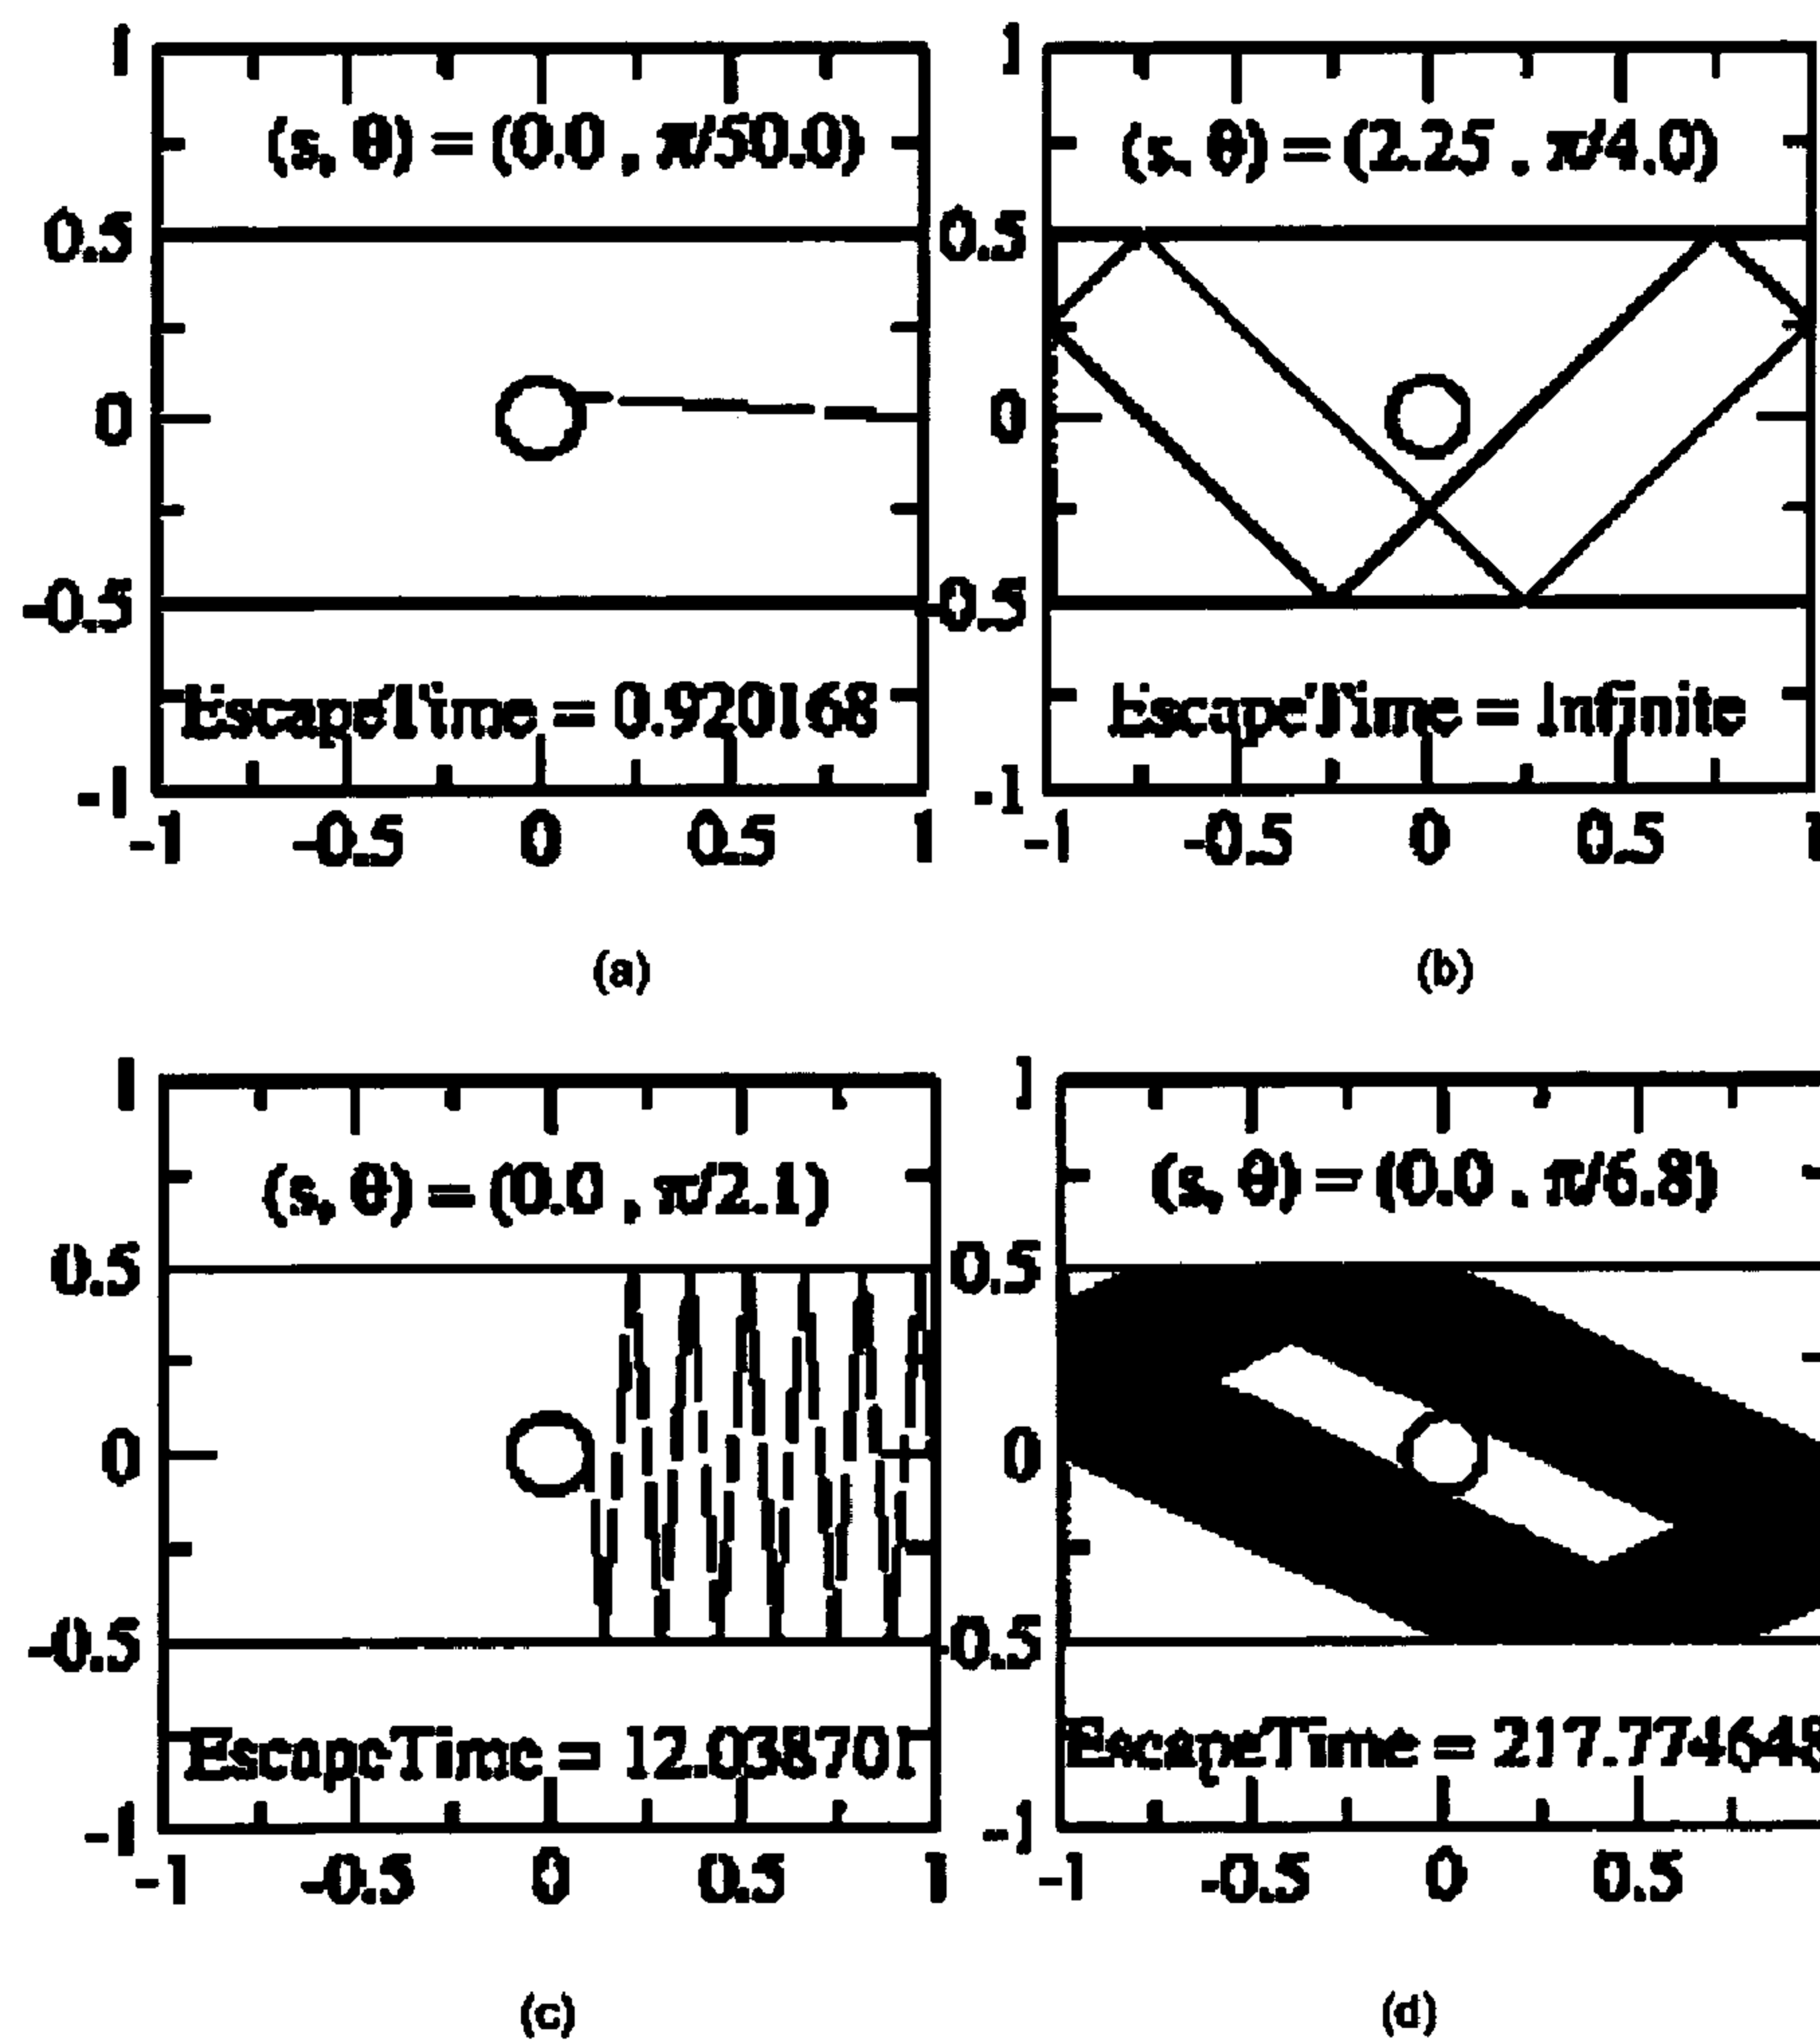 1 1
(s, θ) = (0.0 , π/50.0) (s, θ) = (2.25 , π/4.0)
0.5 0.5
0 0
-0.5 -0.5
EscapeTime = 0.920168 EscapeTime = Infinite
-1 -1
-1 -0.5 0 0.5 1 -1 -0.5 0 0.5 1
(a) (b)
1 1
(s, θ) = (0.0 , π/2.1) (s, θ) = (0.0 , π/6.8)
0.5 0.5
0 0
-0.5 -0.5
EscapeTime = 12.038701 EscapeTime = 217.774648
-1 -1
-1 -0.5 0 0.5 1 -1 -0.5 0 0.5
(c) (d)